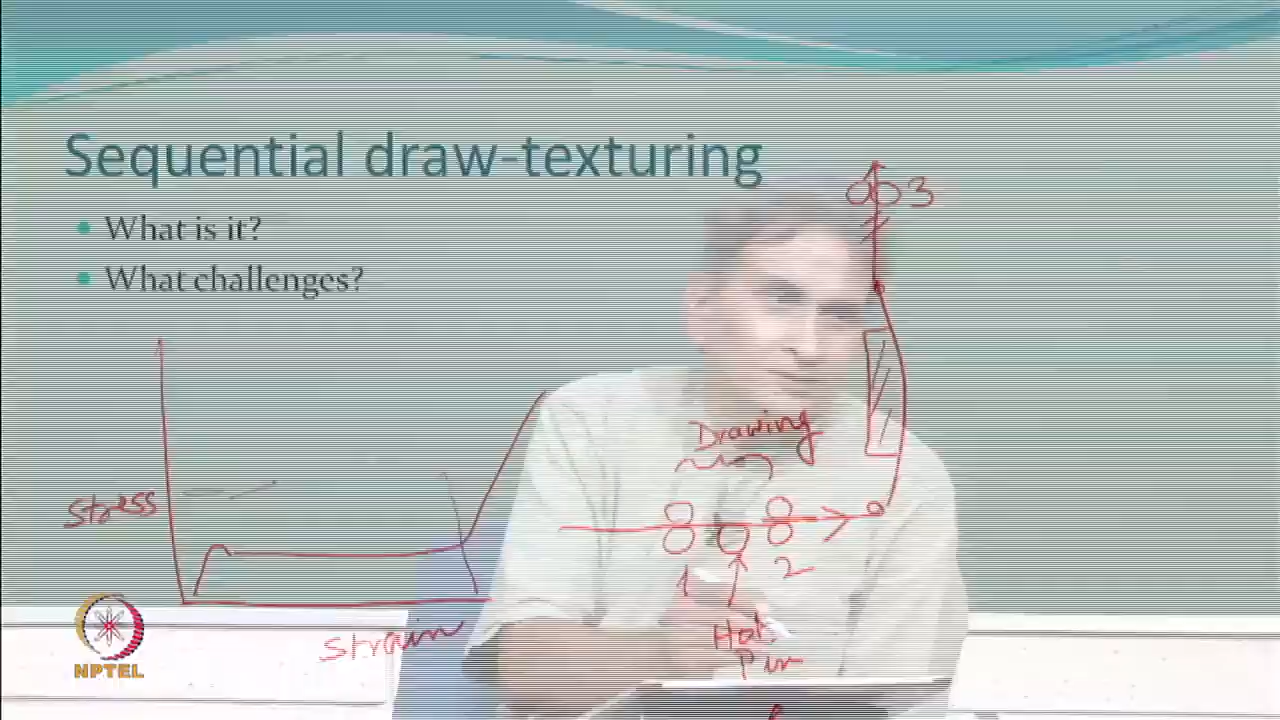 Sequential draw-texturing
What is it?
What challenges?
3
Drawing
Stress
1
2
Hot
Pin
Strain
NPTEL